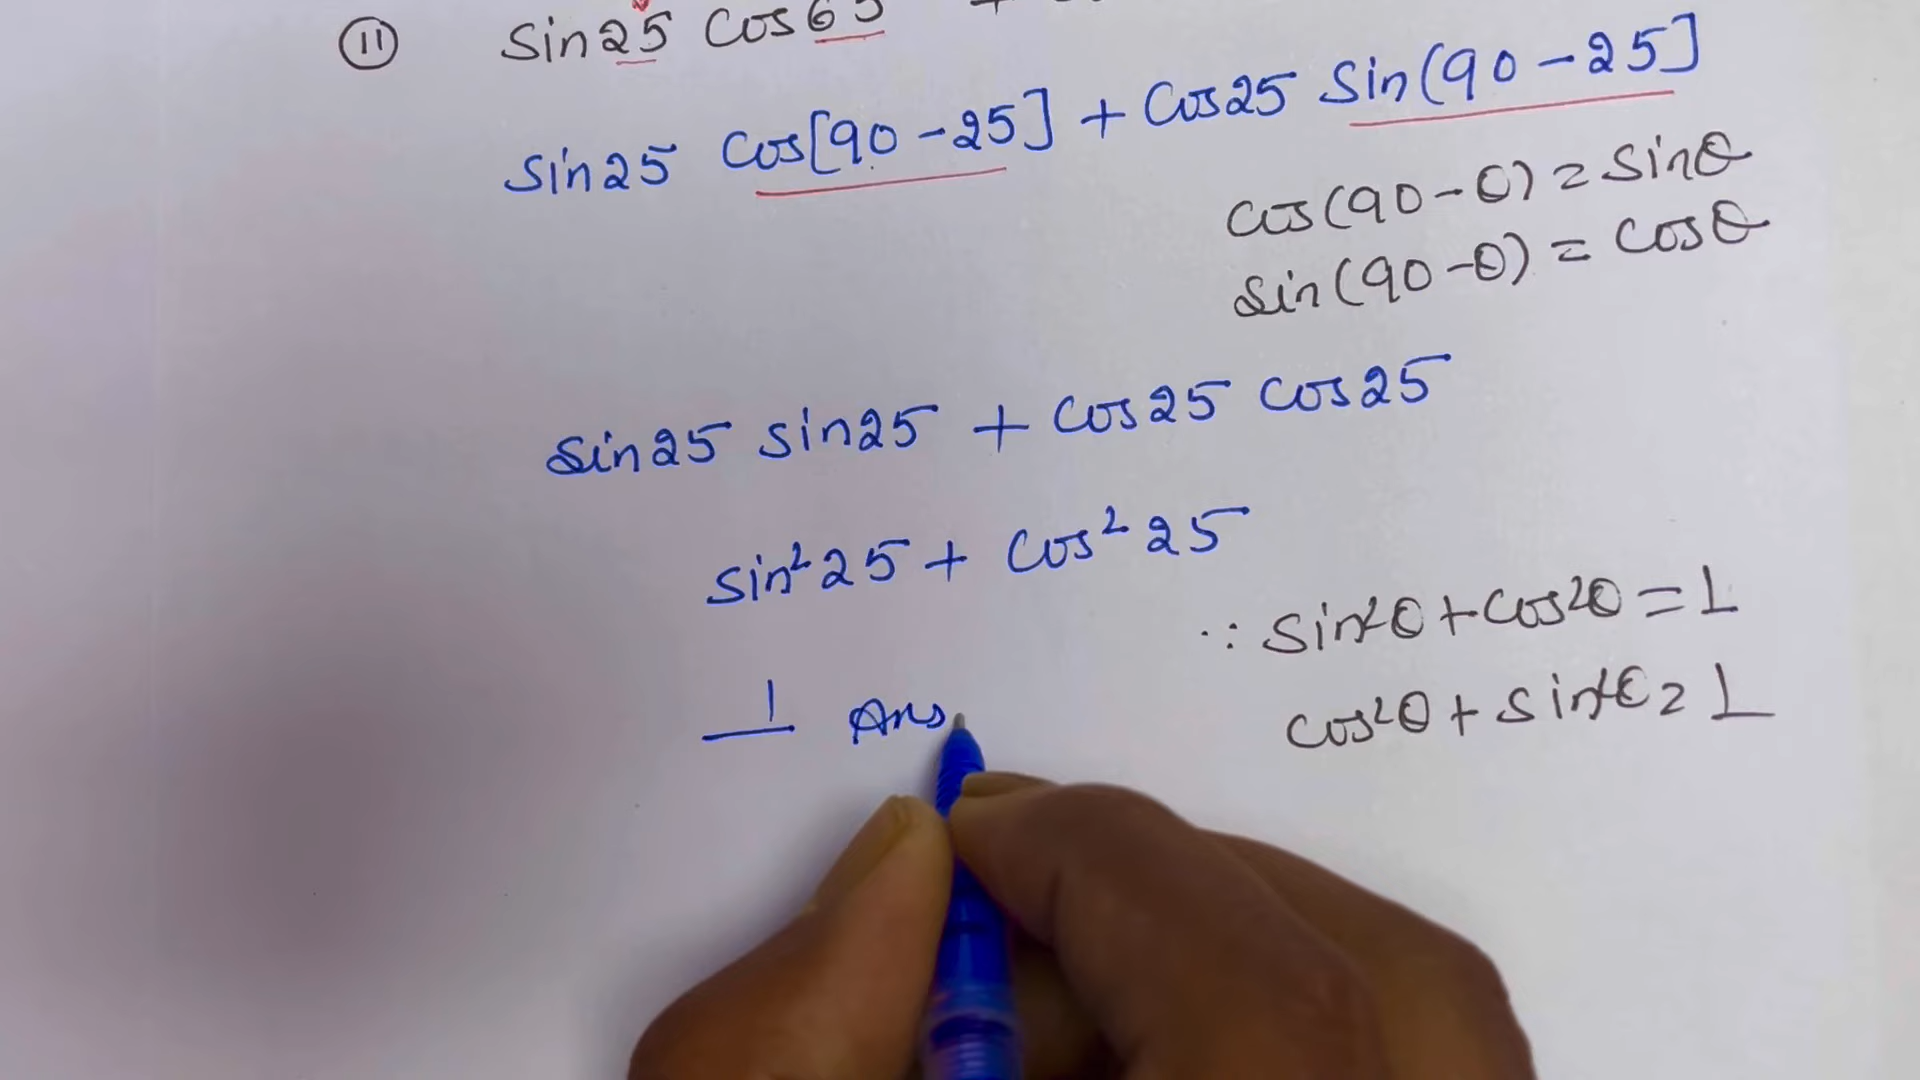 (11) Sin25 Cos65 +
Sin25 Cos[90-25] + Cos25 Sin(90-25]
Cos(90-θ) = Sinθ
Sin(90-θ) = Cosθ
Sin25 Sin25 + Cos25 Cos25
Sin²25 + Cos²25
∵ Sin²θ + Cos²θ = 1
1 Ans
Cos²θ + Sin²θ = 1